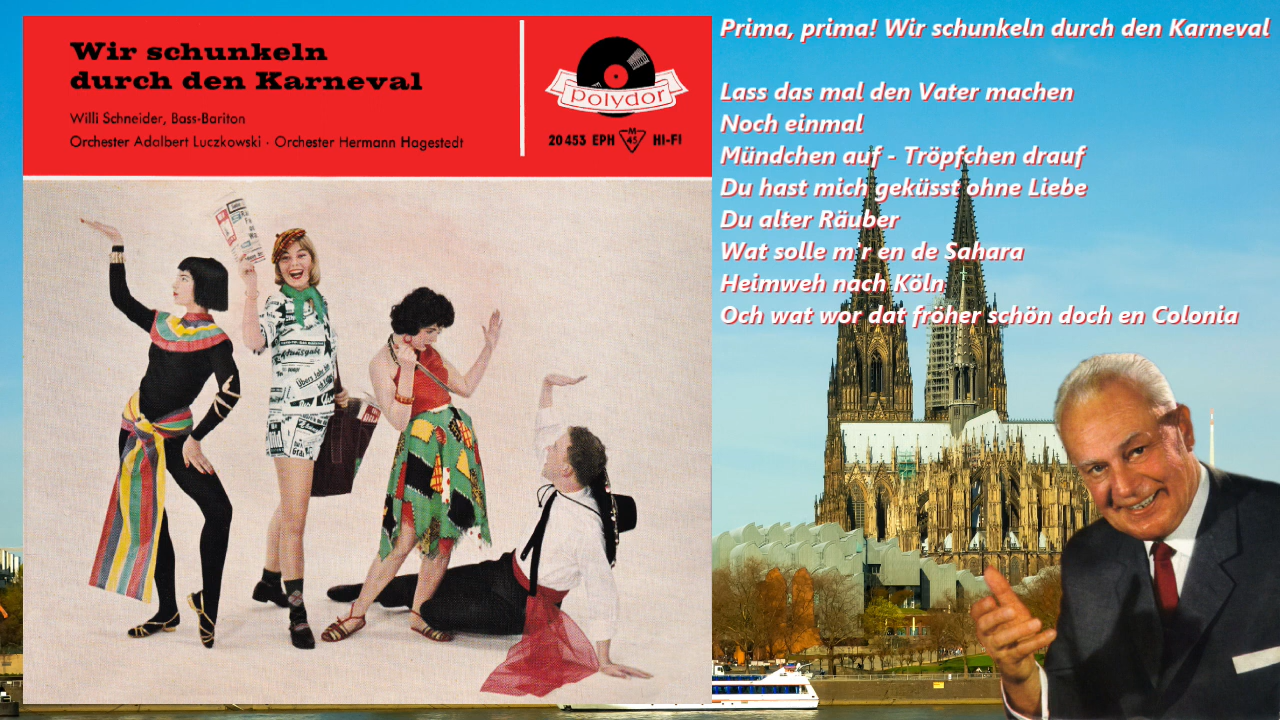 Wir schunkeln
durch den Karneval
Willi Schneider, Bass-Bariton
Orchester Adalbert Luczkowski · Orchester Hermann Hagestedt
polydor
20 453 EPH M 45 HI-FI
Prima, prima! Wir schunkeln durch den Karneval
Lass das mal den Vater machen
Noch einmal
Mündchen auf - Tröpfchen drauf
Du hast mich geküsst ohne Liebe
Du alter Räuber
Wat solle m'r en de Sahara
Heimweh nach Köln
Och wat wor dat fröher schön doch en Colonia